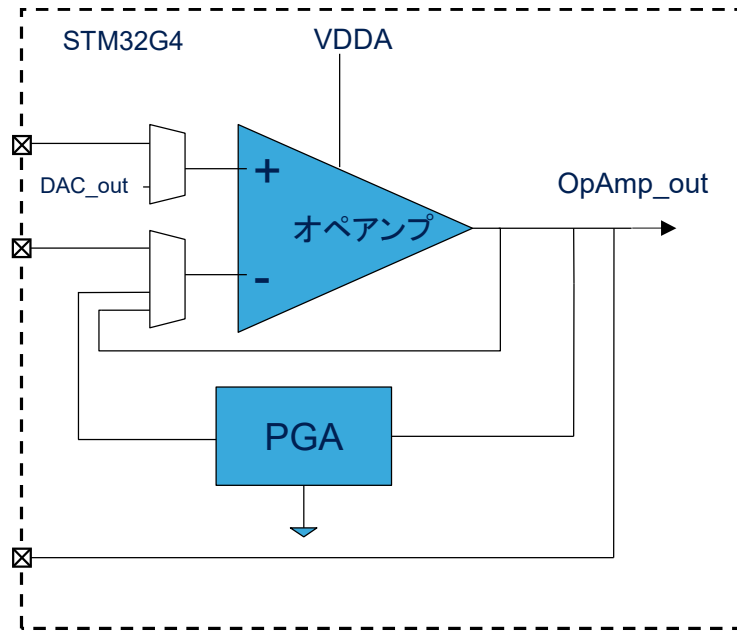 STM32G4
VDDA
DAC_out
+
オペアンプ
-
OpAmp_out
PGA